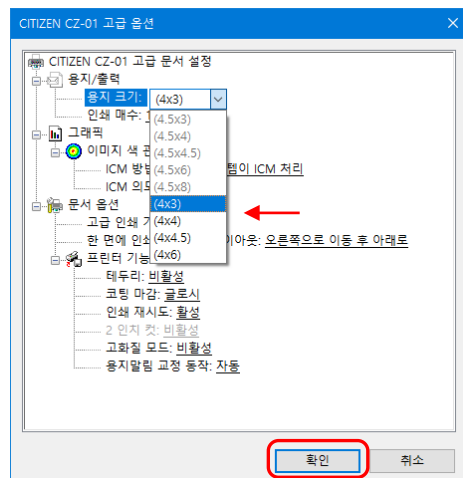 CITIZEN CZ-01 고급 옵션
CITIZEN CZ-01 고급 문서 설정
용지/출력
용지 크기: (4x3)
인쇄 매수:
(4.5x3)
그래픽
(4.5x4)
이미지 색
(4.5x4.5)
ICM
(4.5x6)
템이 ICM 처리
ICM
(4.5x8)
문서 옵션
(4x3)
고급 인쇄
(4x4)
한 면에
(4x4.5)
이아웃: 오른쪽으로 이동 후 아래로
프린터 기능
(4x6)
테두리: 비활성
코팅 마감: 글로시
인쇄 재시도: 활성
2 인치 컷: 비활성
고화질 모드: 비활성
용지말림 교정 동작: 자동
확인
취소